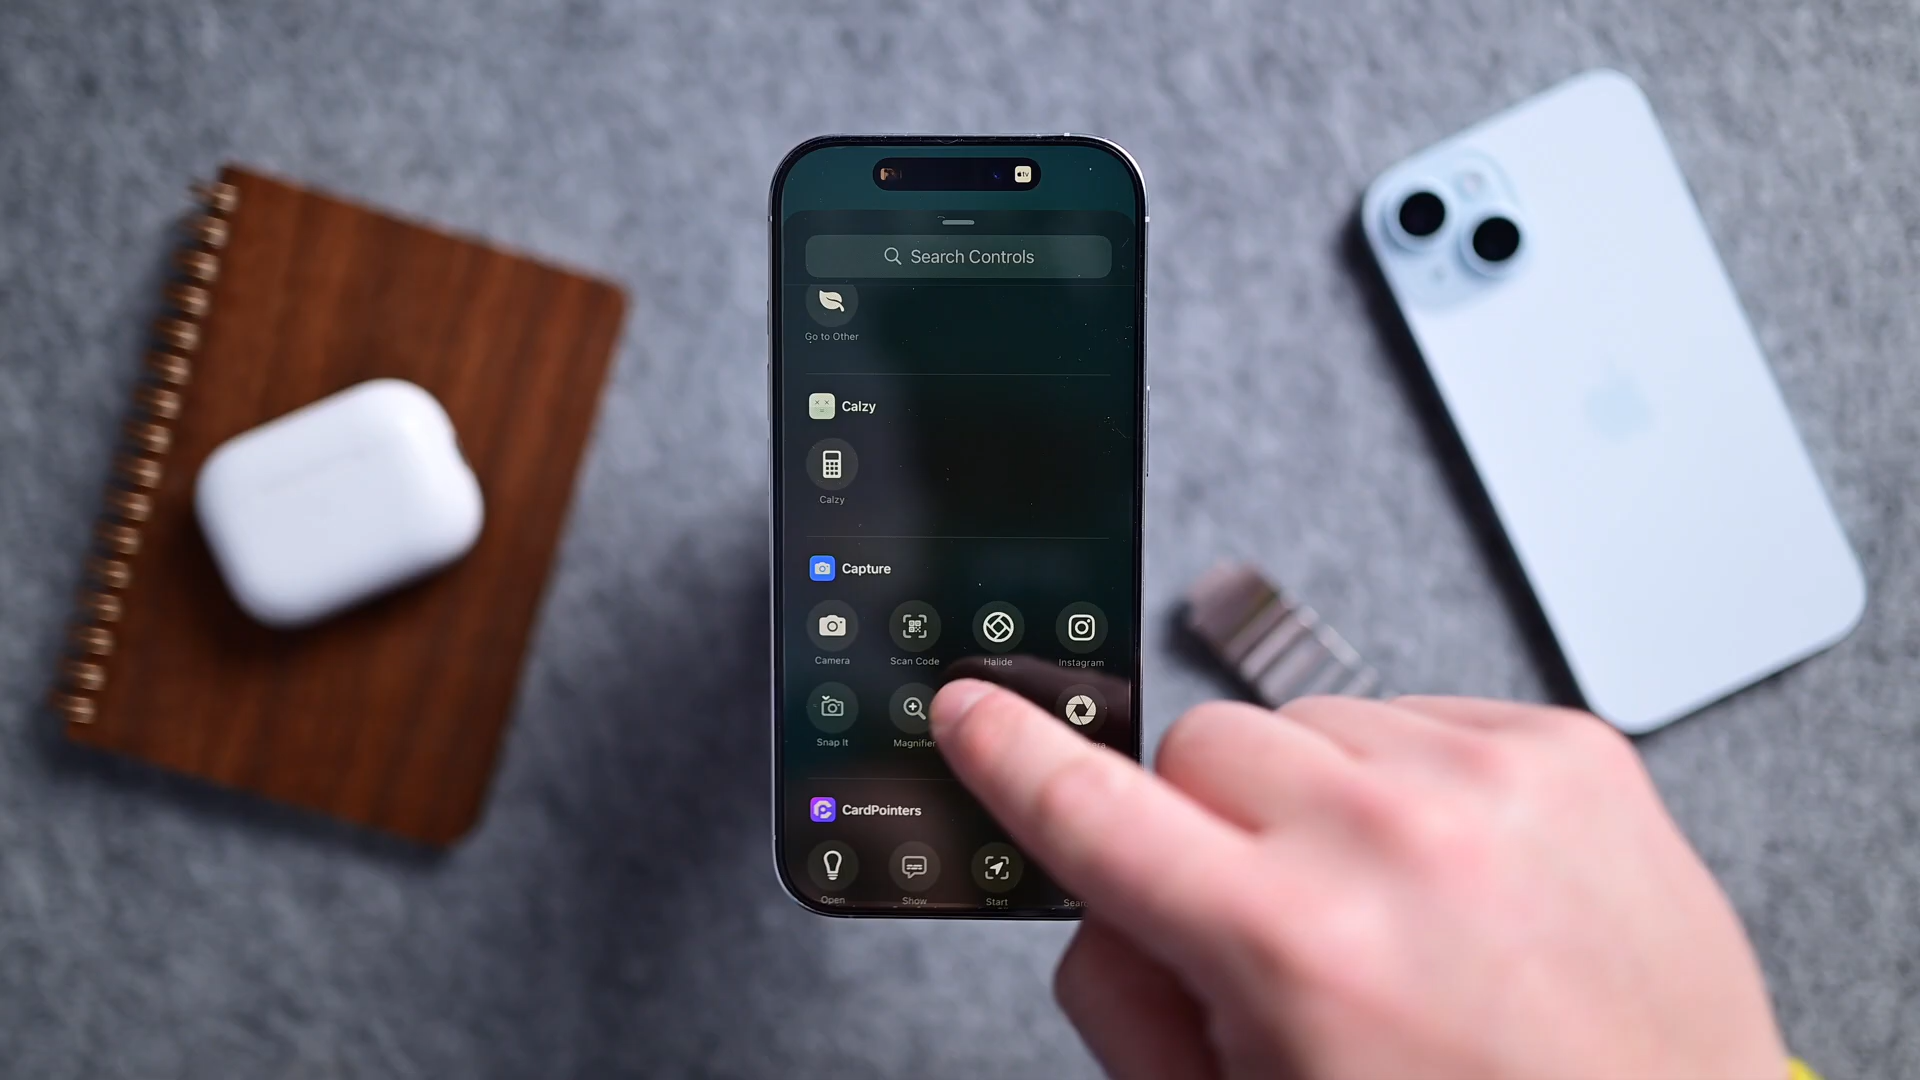 tv
Search Controls
Go to Other
Calzy
Calzy
Capture
Camera
Scan Code
Halide
Instagram
Snap It
Magnifier
CardPointers
Open
Show
Start